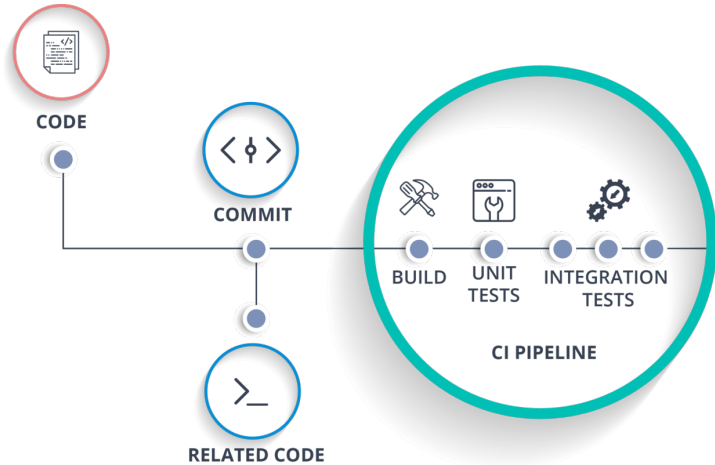 CODE
COMMIT
BUILD
UNIT
TESTS
INTEGRATION
TESTS
CI PIPELINE
RELATED CODE